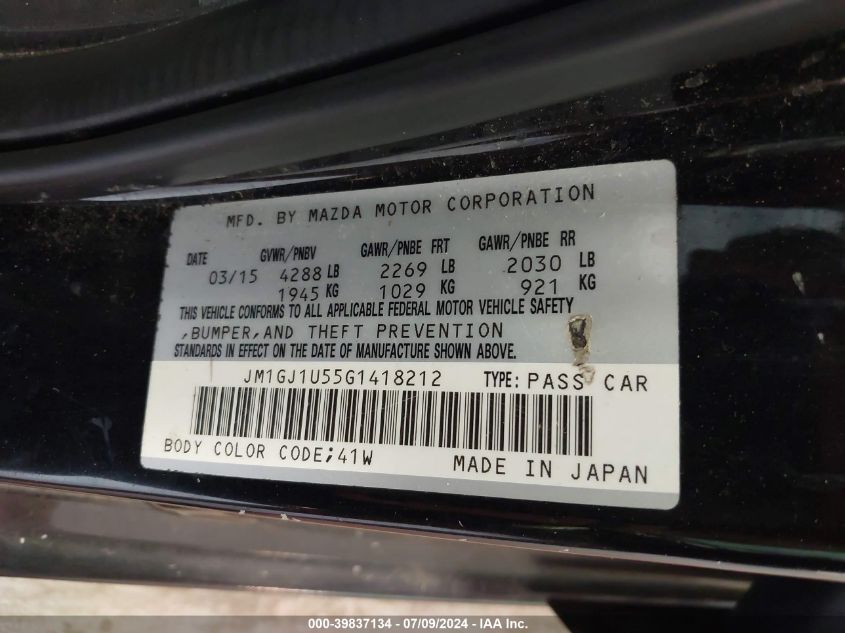 MFD. BY MAZDA MOTOR CORPORATION
DATE GVWR/PNBV GAWR/PNBE FRT GAWR/PNBE RR
03/15 4288 LB 2269 LB 2030 LB
1945 KG 1029 KG 921 KG
THIS VEHICLE CONFORMS TO ALL APPLICABLE FEDERAL MOTOR VEHICLE SAFETY
,BUMPER,AND THEFT PREVENTION
STANDARDS IN EFFECT ON THE DATE OF MANUFACTURE SHOWN ABOVE.
JM1GJ1U55G1418212 TYPE: PASS CAR
BODY COLOR CODE;41W MADE IN JAPAN
000-39837134 - 07/09/2024 - IAA Inc.